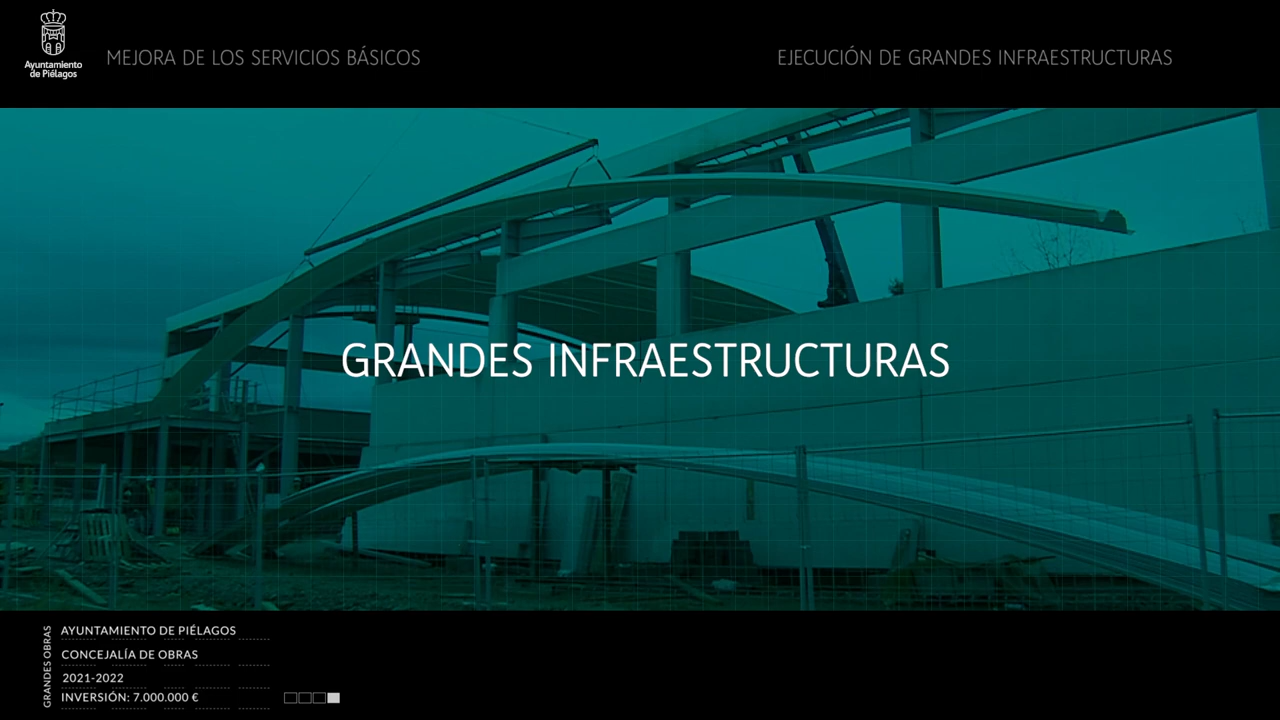 Ayuntamiento
de Piélagos
MEJORA DE LOS SERVICIOS BÁSICOS
EJECUCIÓN DE GRANDES INFRAESTRUCTURAS
GRANDES INFRAESTRUCTURAS
GRANDES OBRAS
AYUNTAMIENTO DE PIÉLAGOS
CONCEJALÍA DE OBRAS
2021-2022
INVERSIÓN: 7.000.000 €